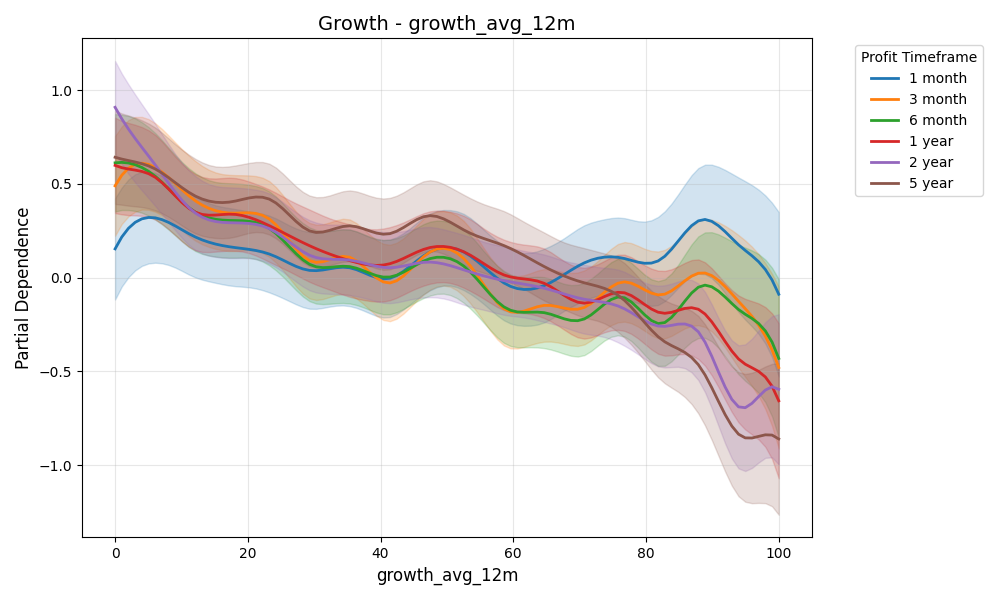 Growth - growth_avg_12m
Profit Timeframe
1 month
3 month
6 month
1 year
2 year
5 year
Partial Dependence
1.0
0.5
0.0
−0.5
−1.0
0
20
40
60
80
100
growth_avg_12m